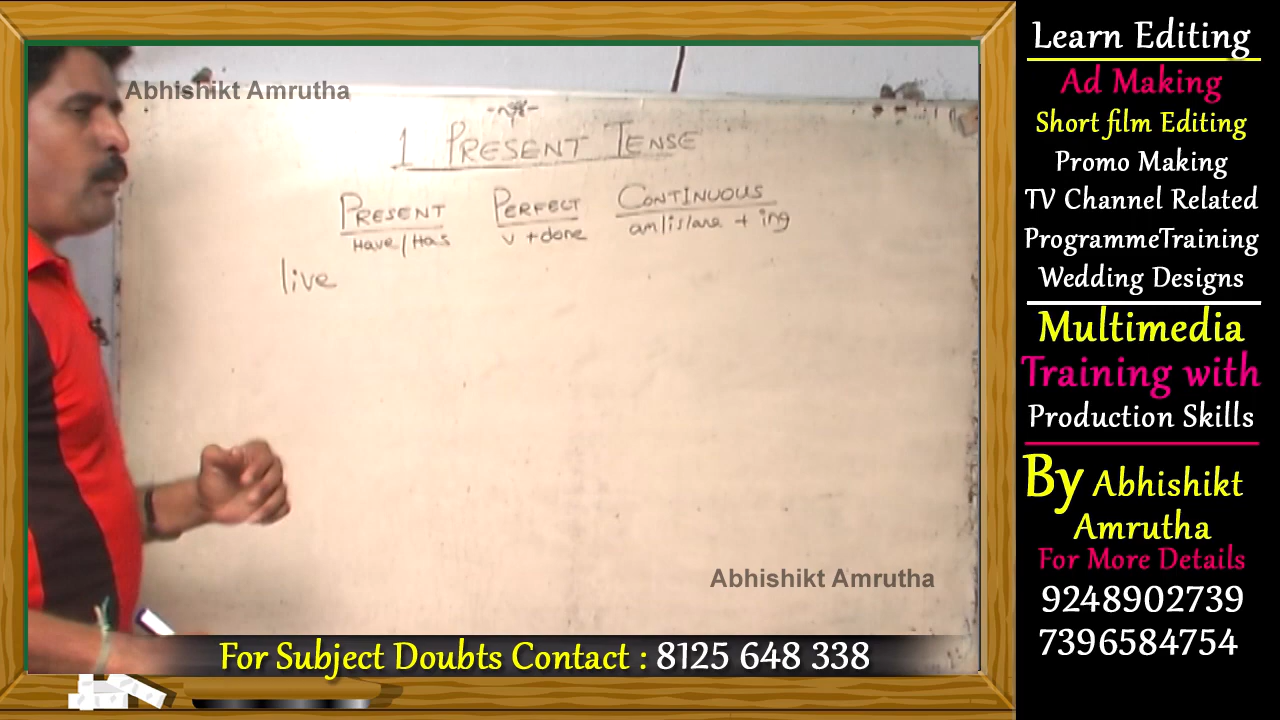 Abhishikt Amrutha
1 PRESENT TENSE
PRESENT PERFECT CONTINUOUS
Have/Has v+done am/is/are + ing
live
Abhishikt Amrutha
For Subject Doubts Contact : 8125 648 338
Learn Editing
Ad Making
Short film Editing
Promo Making
TV Channel Related
ProgrammeTraining
Wedding Designs
Multimedia
Training with
Production Skills
By Abhishikt
Amrutha
For More Details
9248902739
7396584754